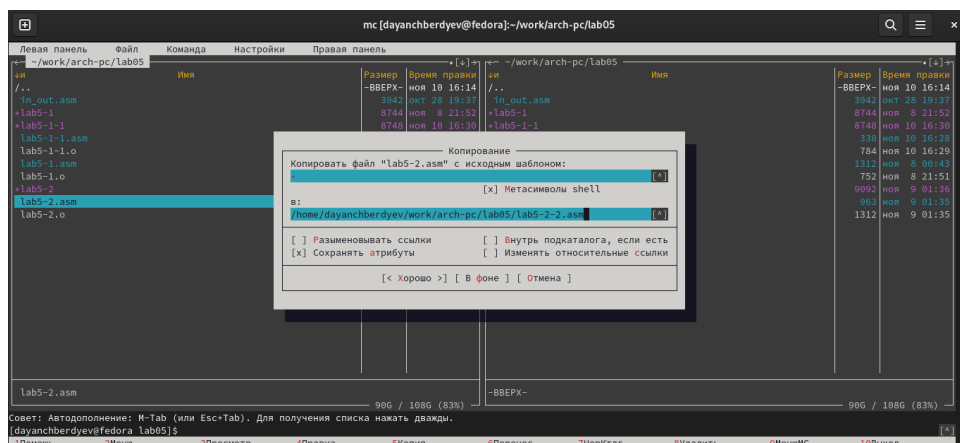 mc [dayanchberdyev@fedora]:~/work/arch-pc/lab05
Левая панель Файл Команда Настройки Правая панель
~/work/arch-pc/lab05
↓и Имя Размер Время правки
/.. -ВВЕРХ- ноя 10 16:14
in_out.asm 3942 окт 28 19:37
*lab5-1 8744 ноя 8 21:52
*lab5-1-1 8748 ноя 10 16:30
lab5-1-1.asm
lab5-1-1.o
lab5-1.asm
lab5-1.o
*lab5-2
lab5-2.asm
lab5-2.o
lab5-2.asm
90G / 108G (83%)
~/work/arch-pc/lab05
↓и Имя Размер Время правки
/.. -ВВЕРХ- ноя 10 16:14
in_out.asm 3942 окт 28 19:37
*lab5-1 8744 ноя 8 21:52
*lab5-1-1 8748 ноя 10 16:30
330 ноя 10 16:28
784 ноя 10 16:29
1312 ноя 8 00:43
752 ноя 8 21:51
9092 ноя 9 01:36
963 ноя 9 01:35
1312 ноя 9 01:35
-ВВЕРХ-
90G / 108G (83%)
Копирование
Копировать файл "lab5-2.asm" с исходным шаблоном:
*
[^]
[x] Метасимволы shell
в:
/home/dayanchberdyev/work/arch-pc/lab05/lab5-2-2.asm [^]
[ ] Разыменовывать ссылки [ ] Внутрь подкаталога, если есть
[x] Сохранять атрибуты [ ] Изменять относительные ссылки
[< Хорошо >] [ В фоне ] [ Отмена ]
Совет: Автодополнение: M-Tab (или Esc+Tab). Для получения списка нажать дважды.
[dayanchberdyev@fedora lab05]$ [^]